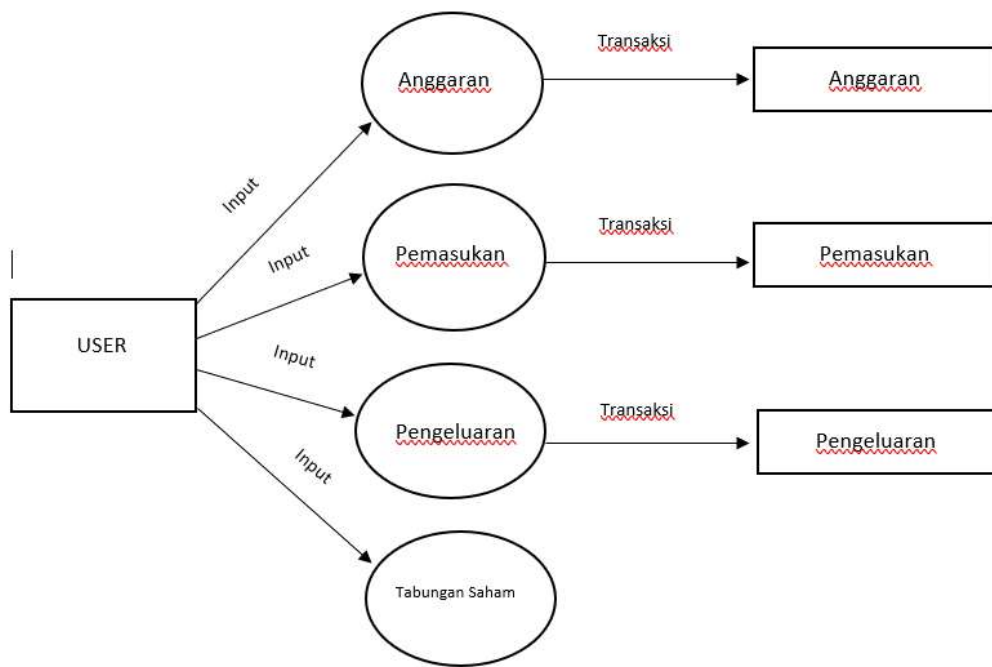 Transaksi
Anggaran
Anggaran
Input
Input
Transaksi
Pemasukan
Pemasukan
USER
Input
Transaksi
Pengeluaran
Pengeluaran
Input
Tabungan Saham